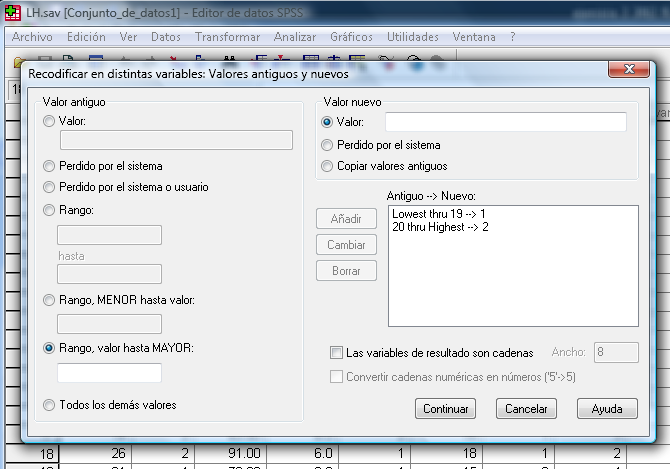 LH.sav [Conjunto_de_datos1] - Editor de datos SPSS
Archivo Edición Ver Datos Transformar Analizar Gráficos Utilidades Ventana ?
Recodificar en distintas variables: Valores antiguos y nuevos
18
Valor antiguo
Valor:
Perdido por el sistema
Perdido por el sistema o usuario
Rango:
hasta
Rango, MENOR hasta valor:
Rango, valor hasta MAYOR:
Todos los demás valores
Valor nuevo
Valor:
Perdido por el sistema
Copiar valores antiguos
Antiguo --> Nuevo:
Añadir
Cambiar
Borrar
Lowest thru 19 --> 1
20 thru Highest --> 2
Las variables de resultado son cadenas Ancho: 8
Convertir cadenas numéricas en números ('5'->5)
Continuar Cancelar Ayuda
18 26 2 91.00 6.0 1 18 1 2